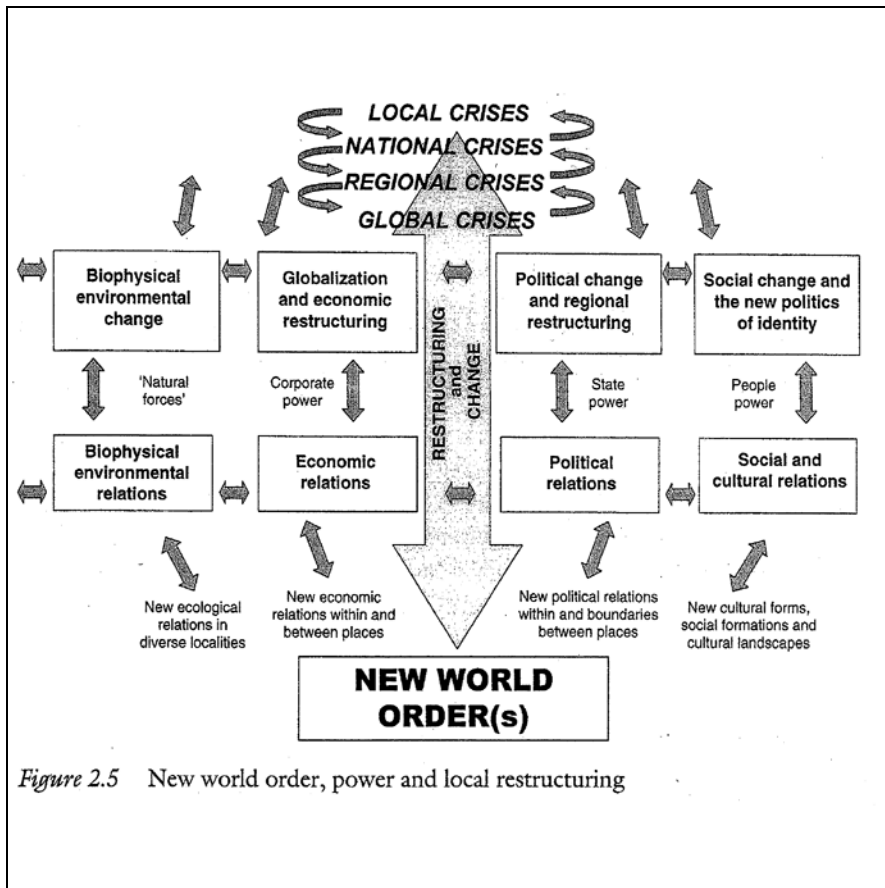 LOCAL CRISES
NATIONAL CRISES
REGIONAL CRISES
GLOBAL CRISES
Biophysical
environmental
change
Globalization
and economic
restructuring
Political change
and regional
restructuring
Social change and
the new politics
of identity
RESTRUCTURING
and
CHANGE
'Natural
forces'
Corporate
power
State
power
People
power
Biophysical
environmental
relations
Economic
relations
Political
relations
Social and
cultural relations
New ecological
relations in
diverse localities
New economic
relations within and
between places
New political relations
within and boundaries
between places
New cultural forms,
social formations and
cultural landscapes
NEW WORLD
ORDER(s)
Figure 2.5 New world order, power and local restructuring